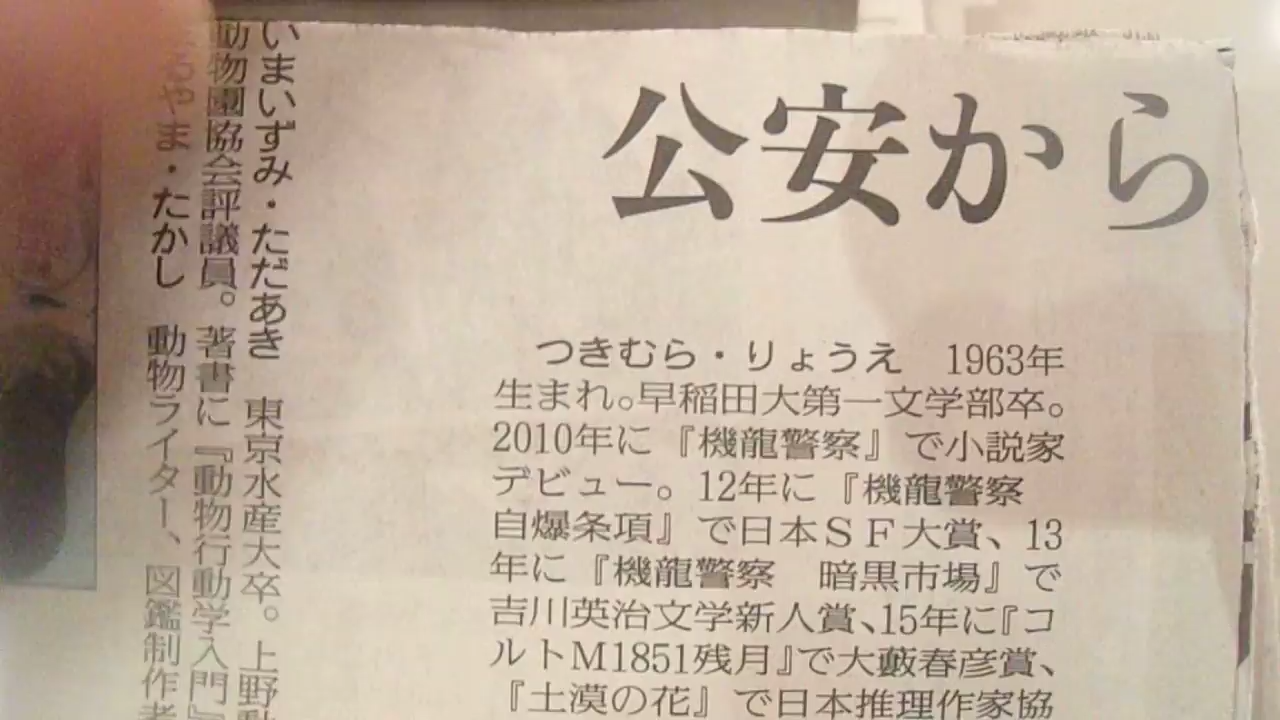 公安から
つきむら・りょうえ　1963年
生まれ。早稲田大第一文学部卒。
2010年に『機龍警察』で小説家
デビュー。12年に『機龍警察
自爆条項』で日本ＳＦ大賞、13
年に『機龍警察　暗黒市場』で
吉川英治文学新人賞、15年に『コ
ルトM1851残月』で大藪春彦賞、
『土漠の花』で日本推理作家協
いまいずみ・ただあき　東京水産大卒。上野動
動物園協会評議員。著書に『動物行動学入門』
やま・たかし　動物ライター、図鑑制作者